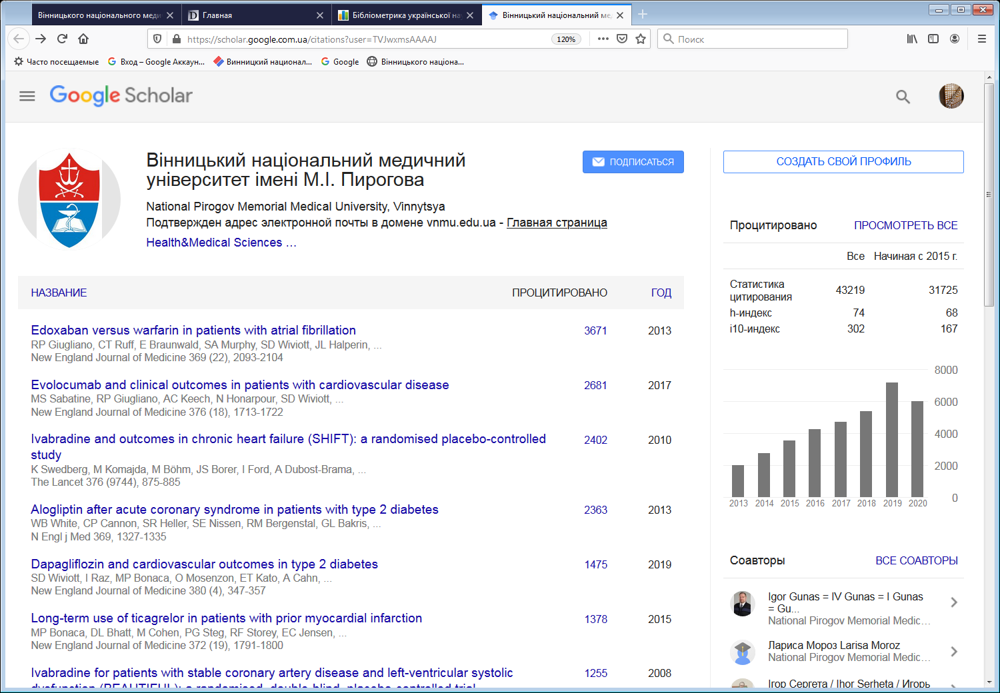 Вінницького національного меди
Главная
Бібліометрика української на
Вінницький національний ме
https://scholar.google.com.ua/citations?user=TVJwxmsAAAAJ
120%
Поиск
Часто посещаемые
Вход – Google Аккаун...
Винницкий национал...
Google
Вінницького націона...
Google Scholar
Вінницький національний медичний
університет імені М.І. Пирогова
ПОДПИСАТЬСЯ
National Pirogov Memorial Medical University, Vinnytsya
Подтвержден адрес электронной почты в домене vnmu.edu.ua - Главная страница
Health&Medical Sciences ...
НАЗВАНИЕ ПРОЦИТИРОВАНО ГОД
Edoxaban versus warfarin in patients with atrial fibrillation 3671 2013
RP Giugliano, CT Ruff, E Braunwald, SA Murphy, SD Wiviott, JL Halperin, ...
New England Journal of Medicine 369 (22), 2093-2104
Evolocumab and clinical outcomes in patients with cardiovascular disease 2681 2017
MS Sabatine, RP Giugliano, AC Keech, N Honarpour, SD Wiviott, ...
New England Journal of Medicine 376 (18), 1713-1722
Ivabradine and outcomes in chronic heart failure (SHIFT): a randomised placebo-controlled 2402 2010
study
K Swedberg, M Komajda, M Böhm, JS Borer, I Ford, A Dubost-Brama, ...
The Lancet 376 (9744), 875-885
Alogliptin after acute coronary syndrome in patients with type 2 diabetes 2363 2013
WB White, CP Cannon, SR Heller, SE Nissen, RM Bergenstal, GL Bakris, ...
N Engl j Med 369, 1327-1335
Dapagliflozin and cardiovascular outcomes in type 2 diabetes 1475 2019
SD Wiviott, I Raz, MP Bonaca, O Mosenzon, ET Kato, A Cahn, ...
New England Journal of Medicine 380 (4), 347-357
Long-term use of ticagrelor in patients with prior myocardial infarction 1378 2015
MP Bonaca, DL Bhatt, M Cohen, PG Steg, RF Storey, EC Jensen, ...
New England Journal of Medicine 372 (19), 1791-1800
Ivabradine for patients with stable coronary artery disease and left-ventricular systolic 1255 2008
dysfunction (BEAUTIFUL): a randomised, double-blind, placebo-controlled trial
СОЗДАТЬ СВОЙ ПРОФИЛЬ
Процитировано ПРОСМОТРЕТЬ ВСЕ
Все Начиная с 2015 г.
Статистика
цитирования 43219 31725
h-индекс 74 68
i10-индекс 302 167
8000
6000
4000
2000
0
2013 2014 2015 2016 2017 2018 2019 2020
Соавторы ВСЕ СОАВТОРЫ
Igor Gunas = IV Gunas = I Gunas
= Gu...
National Pirogov Memorial Medic...
Лариса Мороз Larisa Moroz
National Pirogov Memorial Medic...
Ігор Сергета / Ihor Serheta / Игорь